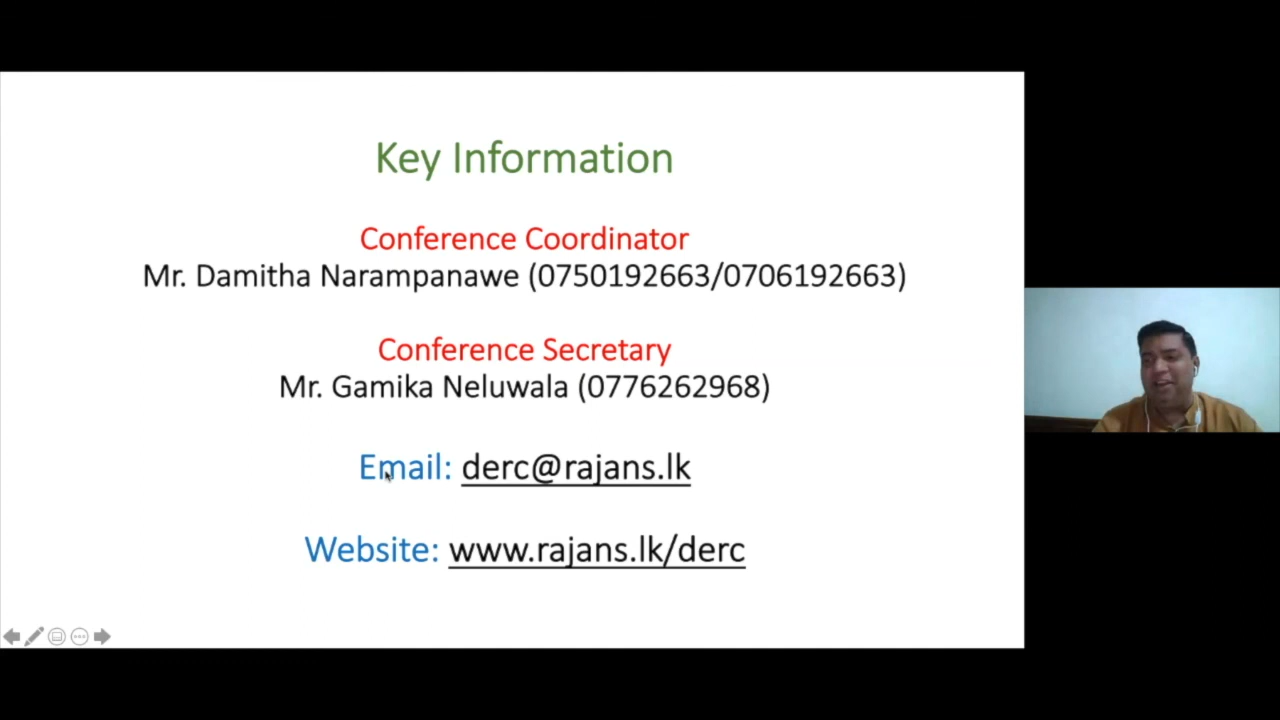 Key Information
Conference Coordinator
Mr. Damitha Narampanawe (0750192663/0706192663)
Conference Secretary
Mr. Gamika Neluwala (0776262968)
Email: derc@rajans.lk
Website: www.rajans.lk/derc